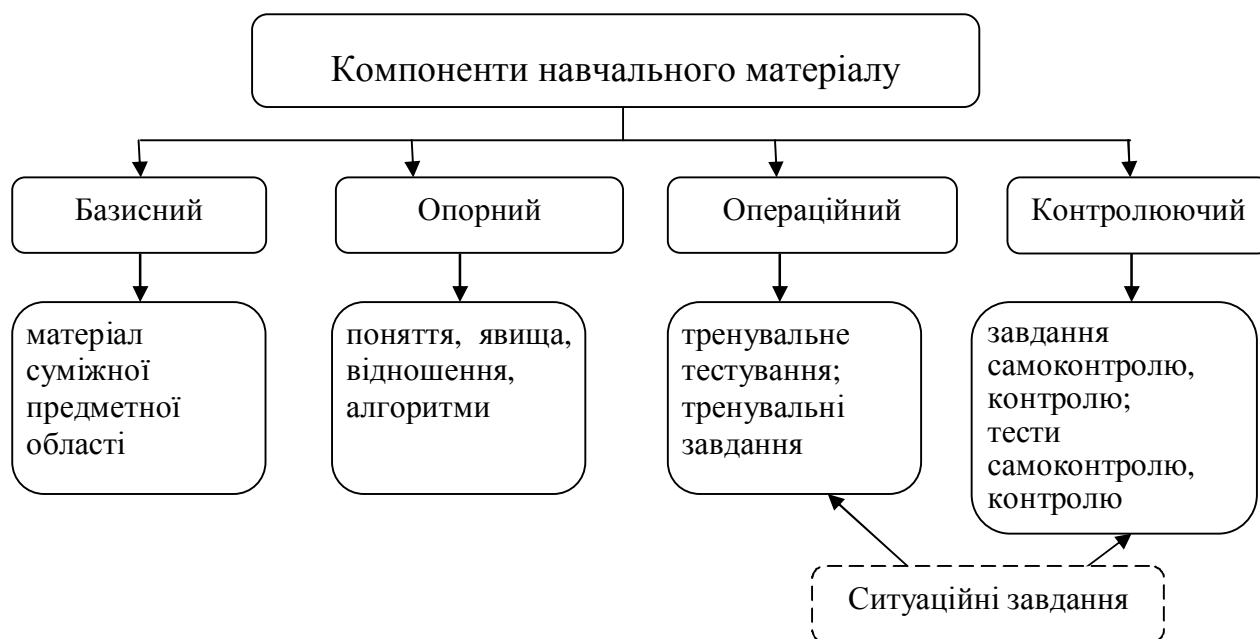 Компоненти навчального матеріалу
Базисний
Опорний
Операційний
Контролюючий
матеріал
суміжної
предметної
області
поняття, явища,
відношення,
алгоритми
тренувальне
тестування;
тренувальні
завдання
завдання
самоконтролю,
контролю;
тести
самоконтролю,
контролю
Ситуаційні завдання